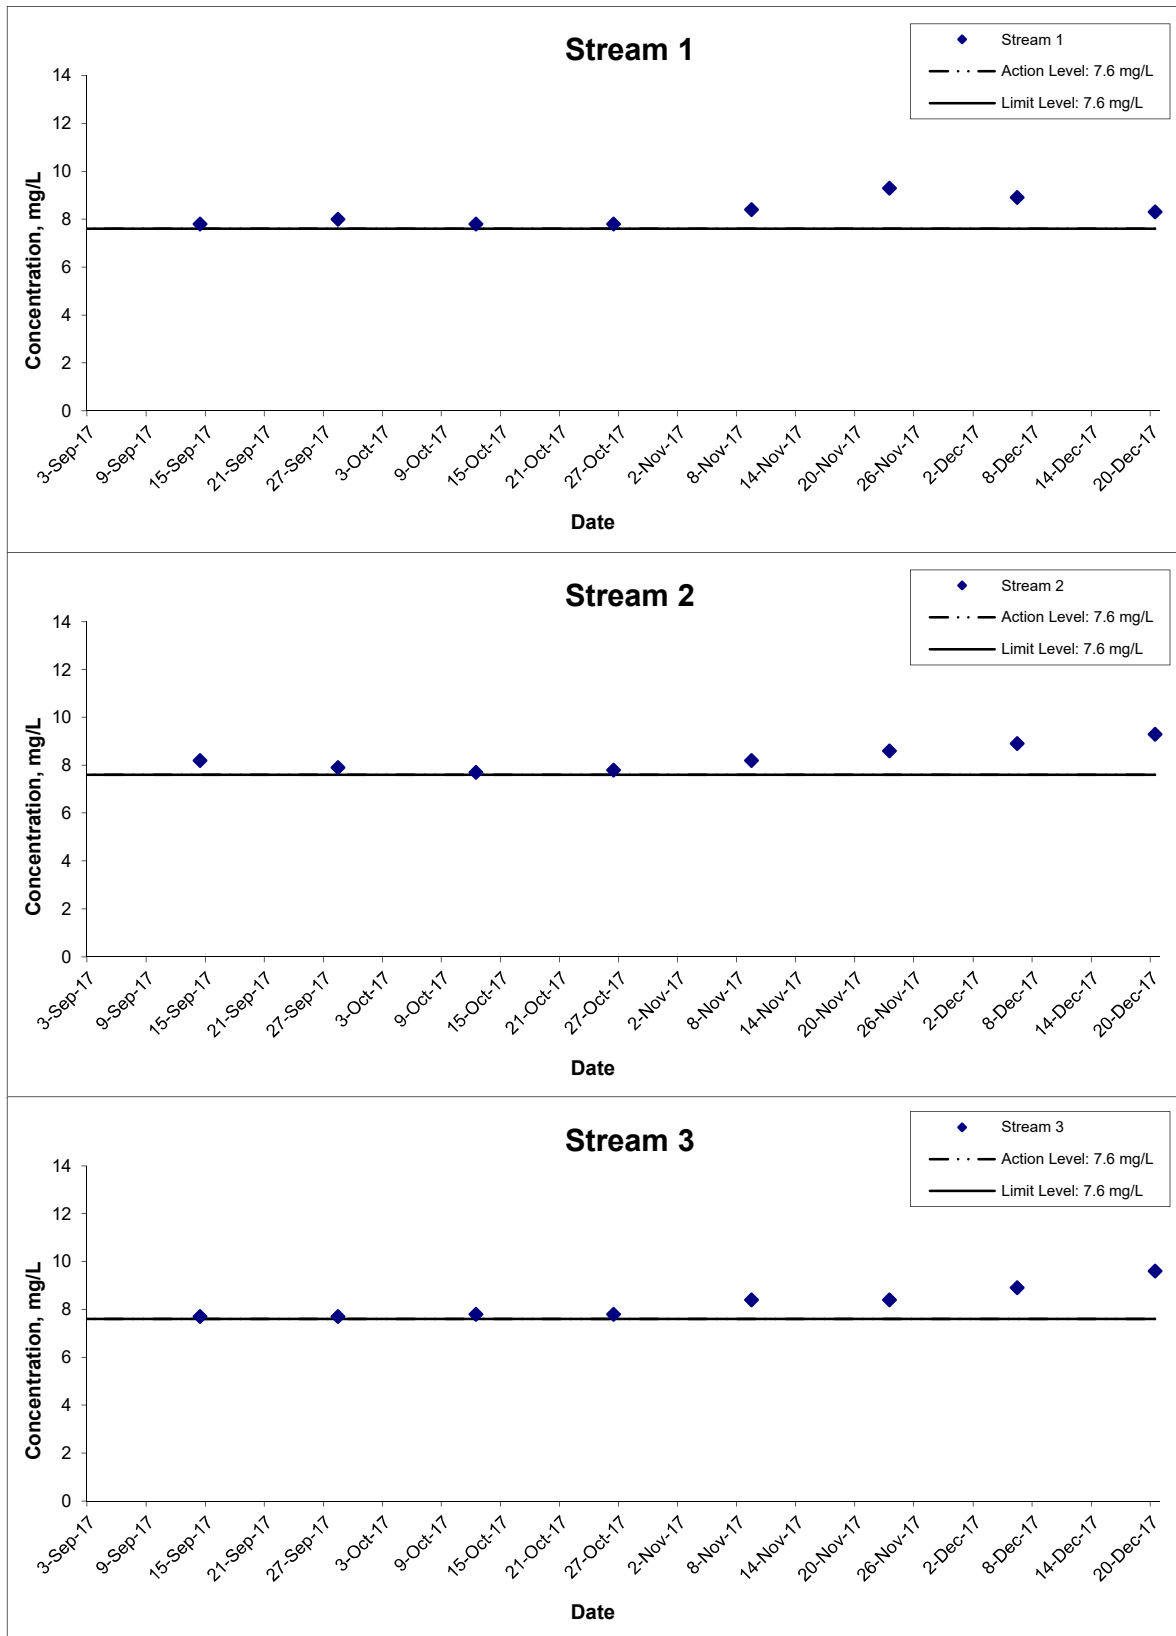 Stream 1
Stream 1
Action Level: 7.6 mg/L
Limit Level: 7.6 mg/L
Concentration, mg/L
14
12
10
8
6
4
2
0
3-Sep-17
9-Sep-17
15-Sep-17
21-Sep-17
27-Sep-17
3-Oct-17
9-Oct-17
15-Oct-17
21-Oct-17
27-Oct-17
2-Nov-17
8-Nov-17
14-Nov-17
20-Nov-17
26-Nov-17
2-Dec-17
8-Dec-17
14-Dec-17
20-Dec-17
Date
Stream 2
Stream 2
Action Level: 7.6 mg/L
Limit Level: 7.6 mg/L
Concentration, mg/L
14
12
10
8
6
4
2
0
3-Sep-17
9-Sep-17
15-Sep-17
21-Sep-17
27-Sep-17
3-Oct-17
9-Oct-17
15-Oct-17
21-Oct-17
27-Oct-17
2-Nov-17
8-Nov-17
14-Nov-17
20-Nov-17
26-Nov-17
2-Dec-17
8-Dec-17
14-Dec-17
20-Dec-17
Date
Stream 3
Stream 3
Action Level: 7.6 mg/L
Limit Level: 7.6 mg/L
Concentration, mg/L
14
12
10
8
6
4
2
0
3-Sep-17
9-Sep-17
15-Sep-17
21-Sep-17
27-Sep-17
3-Oct-17
9-Oct-17
15-Oct-17
21-Oct-17
27-Oct-17
2-Nov-17
8-Nov-17
14-Nov-17
20-Nov-17
26-Nov-17
2-Dec-17
8-Dec-17
14-Dec-17
20-Dec-17
Date